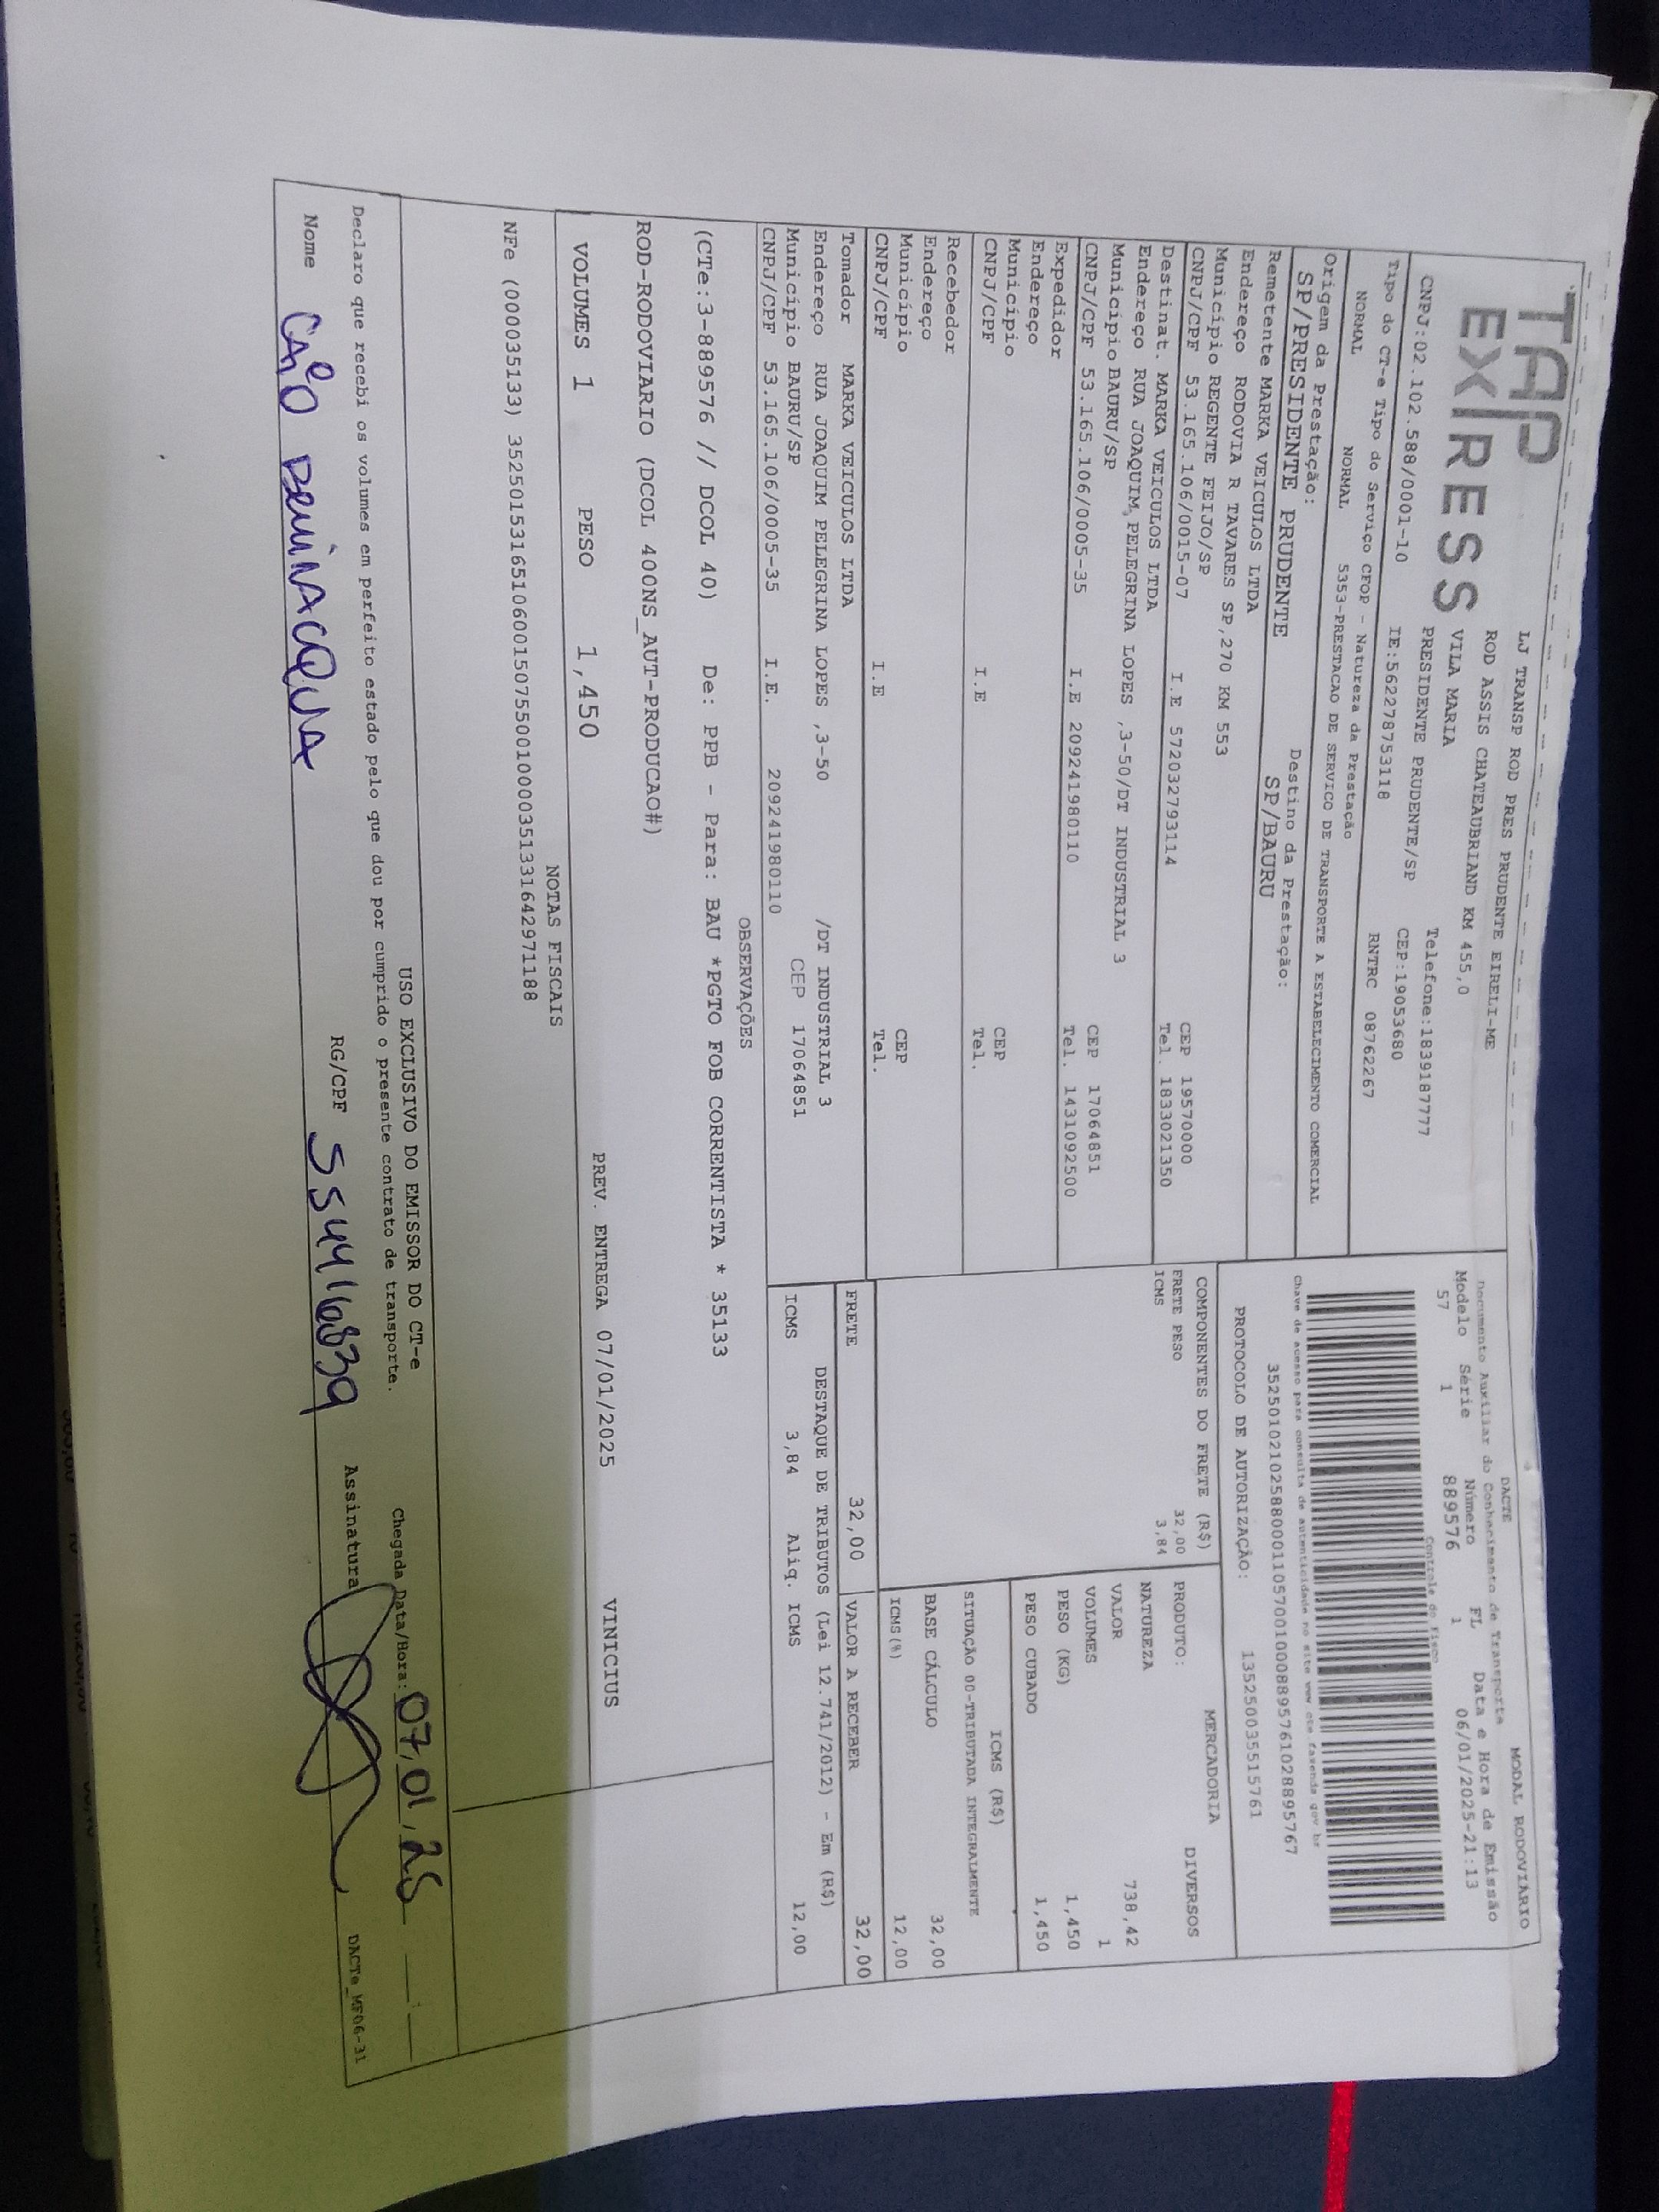 TAP
EXPRESS
LJ TRANSP ROD PRES PRUDENTE EIRELI-ME
ROD ASSIS CHATEAUBRIAND KM 455,0
VILA MARIA
PRESIDENTE PRUDENTE/SP
Telefone:1839187777
CNPJ:02.102.588/0001-10 IE:562278753118 CEP:19053680
RNTRC 08762267
Tipo do CT-e Tipo do Serviço CFOP - Natureza da Prestação
NORMAL NORMAL 5353-PRESTACAO DE SERVICO DE TRANSPORTE A ESTABELECIMENTO COMERCIAL
Origem da Prestação: Destino da Prestação:
SP/PRESIDENTE PRUDENTE SP/BAURU
DACTE MODAL RODOVIÁRIO
Documento Auxiliar do Conhecimento de Transporte
Modelo Série Número FL Data e Hora de Emissão
57 1 889576 1 06/01/2025-21:13
Controle do Fisco
Chave de acesso para consulta de autenticidade no site www cte fazenda gov br
35250102102588000110570010008895761028895767
PROTOCOLO DE AUTORIZAÇÃO: 135250035515761
Remetente MARKA VEICULOS LTDA
Endereço RODOVIA R TAVARES SP,270 KM 553
Município REGENTE FEIJO/SP CEP 19570000
CNPJ/CPF 53.165.106/0015-07 I.E 572032793114 Tel. 1833021350
Destinat. MARKA VEICULOS LTDA
Endereço RUA JOAQUIM PELEGRINA LOPES ,3-50/DT INDUSTRIAL 3
Município BAURU/SP CEP 17064851
CNPJ/CPF 53.165.106/0005-35 I.E 209241980110 Tel. 1431092500
Expedidor
Endereço
Município CEP
CNPJ/CPF I.E Tel.
Recebedor
Endereço
Município CEP
CNPJ/CPF I.E Tel.
Tomador MARKA VEICULOS LTDA
Endereço RUA JOAQUIM PELEGRINA LOPES ,3-50 /DT INDUSTRIAL 3
Município BAURU/SP CEP 17064851
CNPJ/CPF 53.165.106/0005-35 I.E. 209241980110
COMPONENTES DO FRETE (R$)
FRETE PESO 32,00
ICMS 3,84
MERCADORIA
PRODUTO: DIVERSOS
NATUREZA
VALOR 738,42
VOLUMES 1
PESO (KG) 1,450
PESO CUBADO 1,450
ICMS (R$)
SITUAÇÃO 00-TRIBUTADA INTEGRALMENTE
BASE CÁLCULO 32,00
ICMS(%) 12,00
FRETE 32,00 VALOR A RECEBER 32,00
DESTAQUE DE TRIBUTOS (Lei 12.741/2012) - Em (R$)
ICMS 3,84 Aliq. ICMS 12,00
OBSERVAÇÕES
(CTe:3-889576 // DCOL 40) De: PPB - Para: BAU *PGTO FOB CORRENTISTA * 35133
ROD-RODOVIARIO (DCOL 400NS_AUT-PRODUCAO#)
VOLUMES 1 PESO 1,450 PREV. ENTREGA 07/01/2025 VINICIUS
NOTAS FISCAIS
NFe (000035133) 35250153165106001507550010000351331642971188
USO EXCLUSIVO DO EMISSOR DO CT-e
Declaro que recebi os volumes em perfeito estado pelo que dou por cumprido o presente contrato de transporte.
Chegada Data/Hora: 07,01,25 __:__
Nome RG/CPF 554416839 Assinatura
DACTe_MF06-31